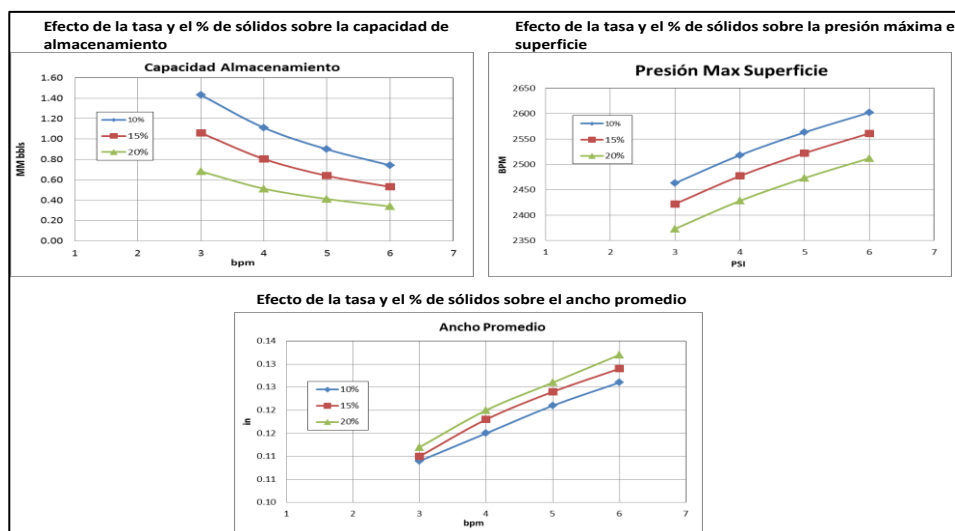 Efecto de la tasa y el % de sólidos sobre la capacidad de
almacenamiento
Capacidad Almacenamiento
1.60
1.40
1.20
1.00
0.80
0.60
0.40
0.20
0.00
MM bbls
10%
15%
20%
1 2 3 4 5 6 7
bpm
Efecto de la tasa y el % de sólidos sobre la presión máxima e
superficie
Presión Max Superficie
2650
2600
2550
2500
2450
2400
2350
BPM
10%
15%
20%
1 2 3 4 5 6 7
PSI
Efecto de la tasa y el % de sólidos sobre el ancho promedio
Ancho Promedio
0.14
0.13
0.13
0.12
0.12
0.11
0.11
0.10
in
10%
15%
20%
1 2 3 4 5 6 7
bpm